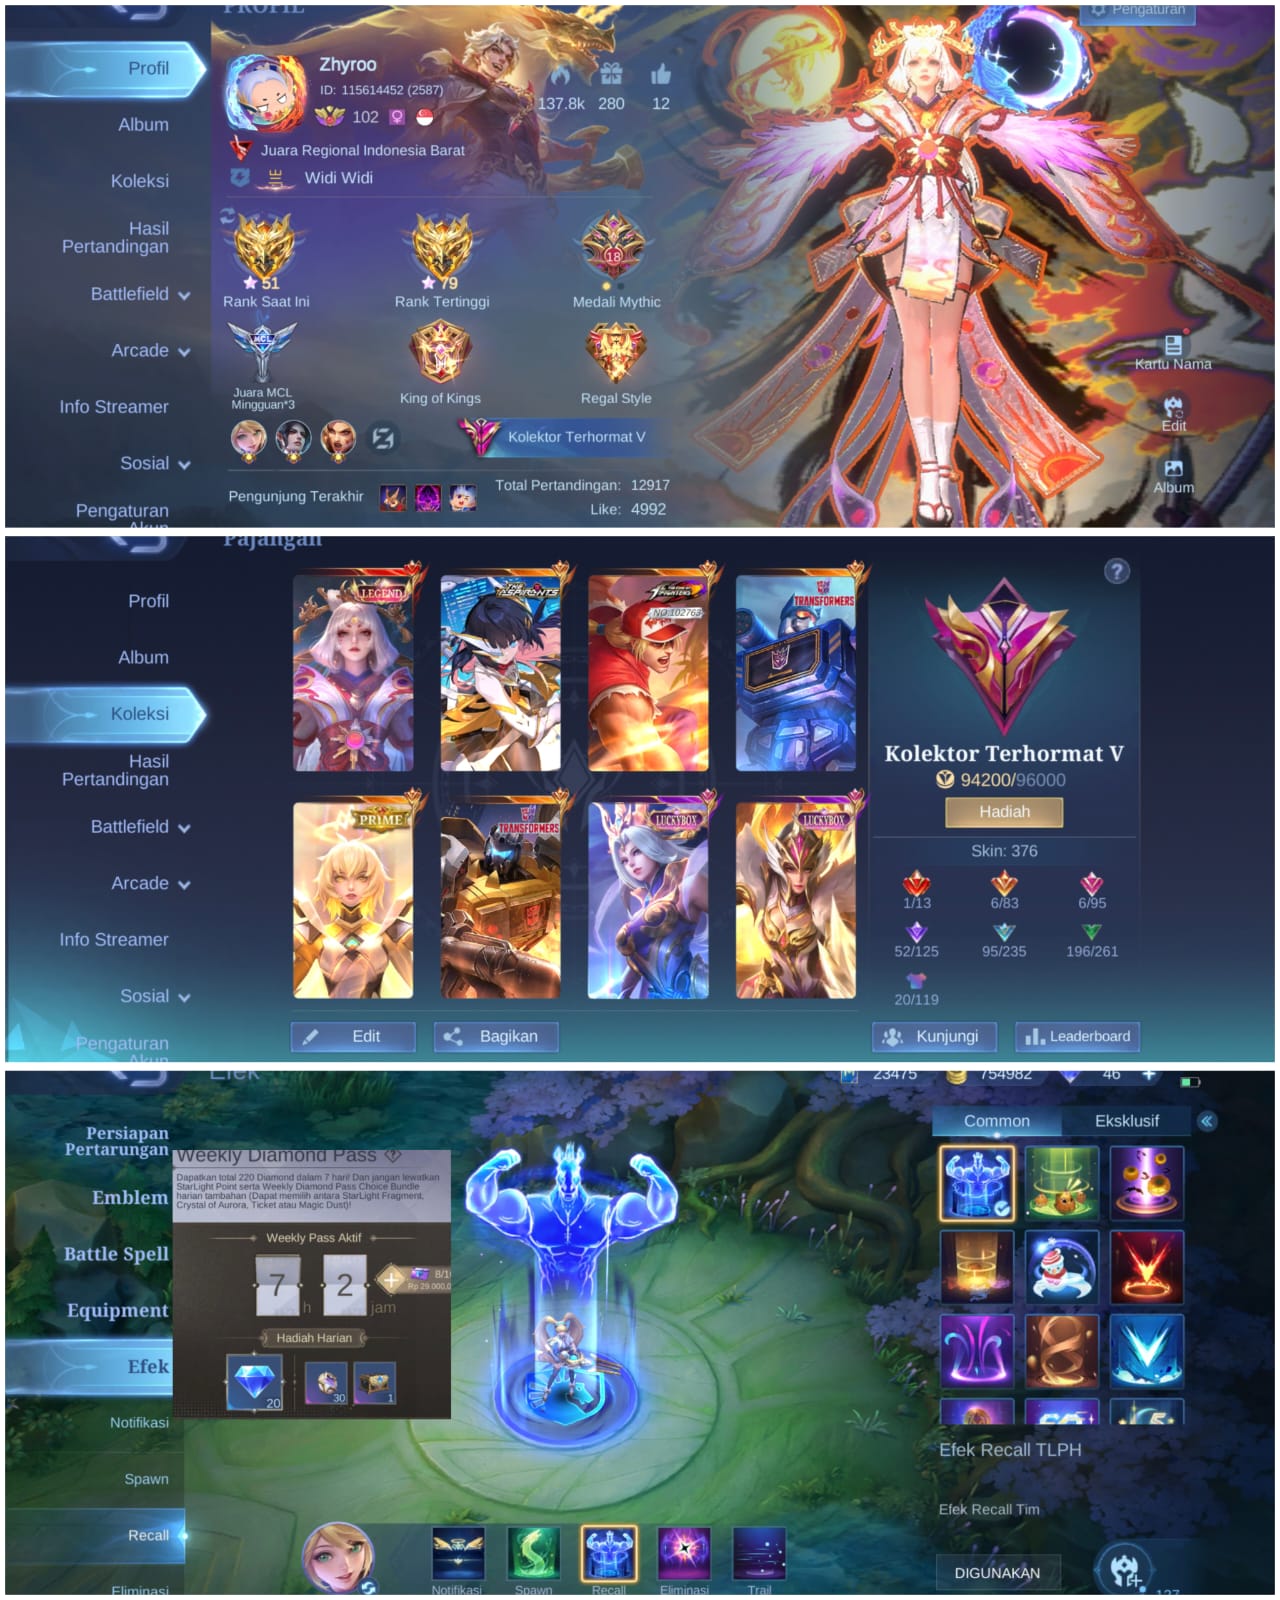 PROFIL
Pengaturan
Profil
Album
Koleksi
Hasil
Pertandingan
Battlefield
Arcade
Info Streamer
Sosial
Pengaturan
Akun
Zhyroo
ID: 115614452 (2587)
102
137.8k 280 12
Juara Regional Indonesia Barat
Widi Widi
51
Rank Saat Ini
79
Rank Tertinggi
18
Medali Mythic
MCL
Juara MCL
Mingguan*3
King of Kings
Regal Style
Kolektor Terhormat V
Pengunjung Terakhir
Total Pertandingan: 12917
Like: 4992
Kartu Nama
Edit
Album
Pajangan
Profil
Album
Koleksi
Hasil
Pertandingan
Battlefield
Arcade
Info Streamer
Sosial
Pengaturan
Akun
LEGEND
THE ASPIRANTS
NO.102763
TRANSFORMERS
PRIME
TRANSFORMERS
LUCKYBOX
LUCKYBOX
Edit
Bagikan
?
Kolektor Terhormat V
94200/96000
Hadiah
Skin: 376
1/13 6/83 6/95
52/125 95/235 196/261
20/119
Kunjungi
Leaderboard
Efek
23475 754982 46 +
Persiapan
Pertarungan
Emblem
Battle Spell
Equipment
Efek
Notifikasi
Spawn
Recall
Eliminasi
Weekly Diamond Pass
Dapatkan total 220 Diamond dalam 7 hari! Dan jangan lewatkan
StarLight Point serta Weekly Diamond Pass Choice Bundle
harian tambahan (Dapat memilih antara StarLight Fragment,
Crystal of Aurora, Ticket atau Magic Dust)!
Weekly Pass Aktif
7 h 2 jam
8/10
Rp 29.000,0
Hadiah Harian
20 30 1
Common
Eksklusif
Efek Recall TLPH
Efek Recall Tim
DIGUNAKAN
Notifikasi
Spawn
Recall
Eliminasi
Trail